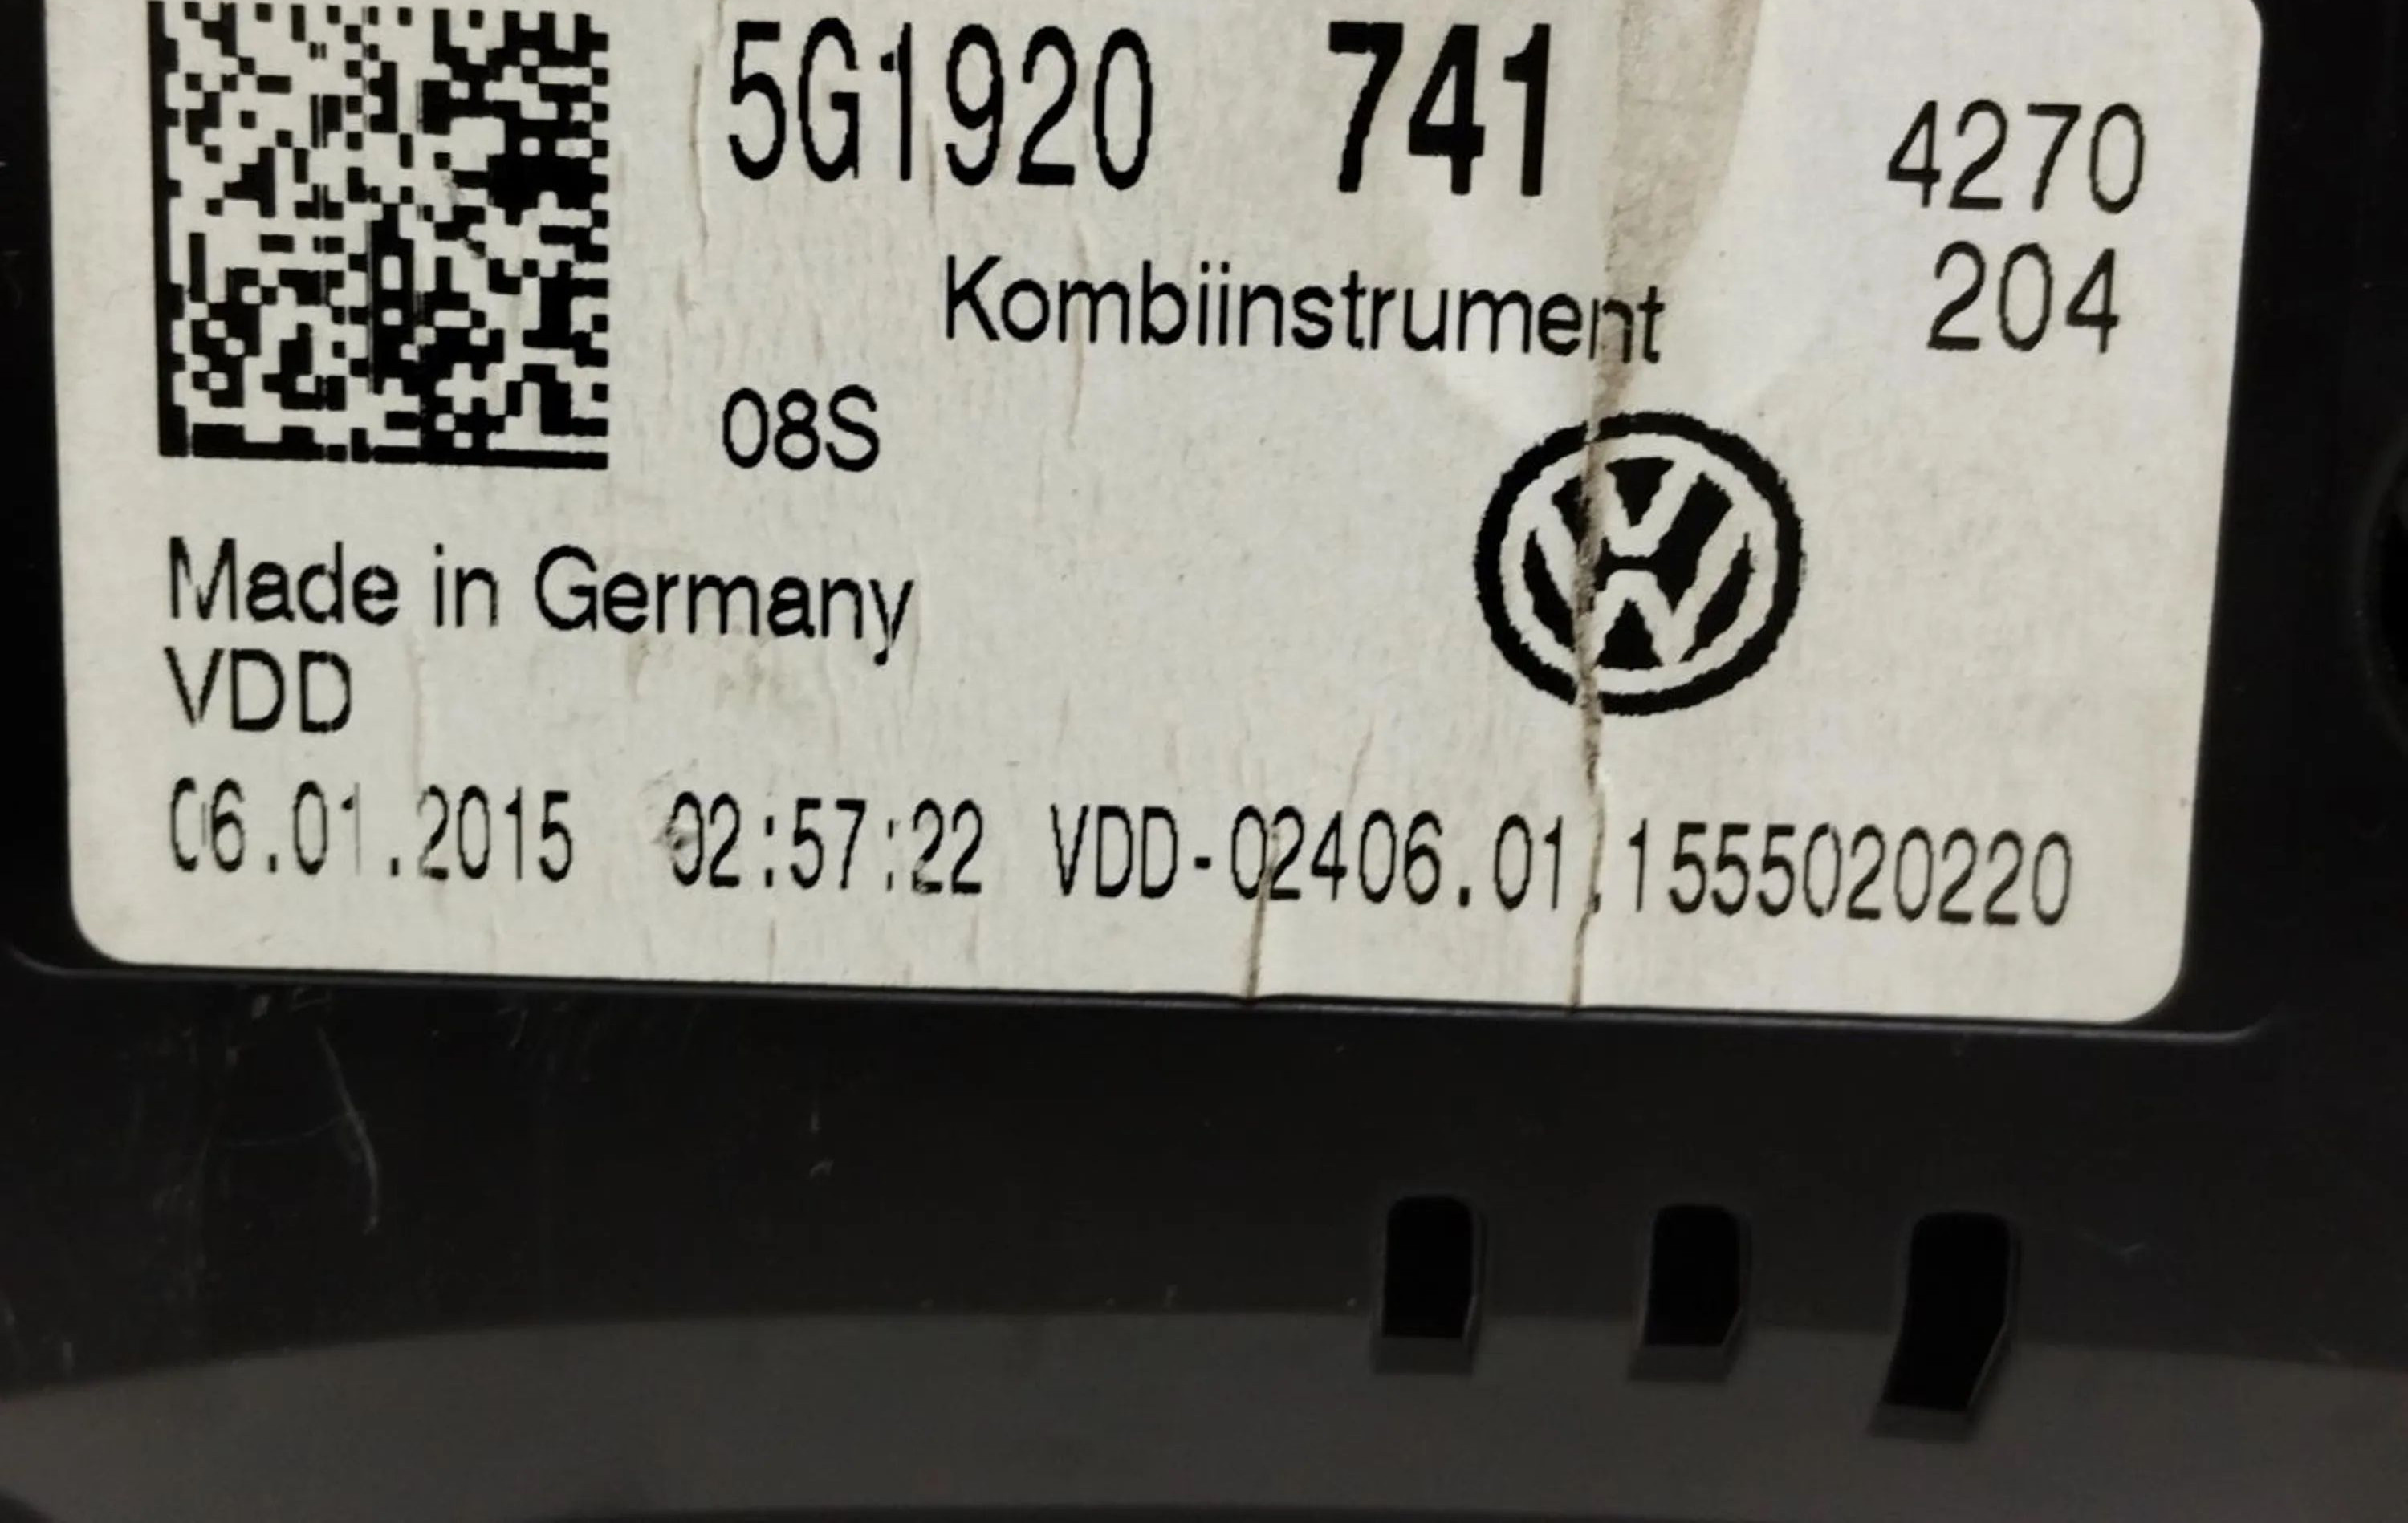 5G1920 741
4270
204
Kombiinstrument
08S
Made in Germany
VDD
06.01.2015 02:57:22 VDD-02406.01.1555020220